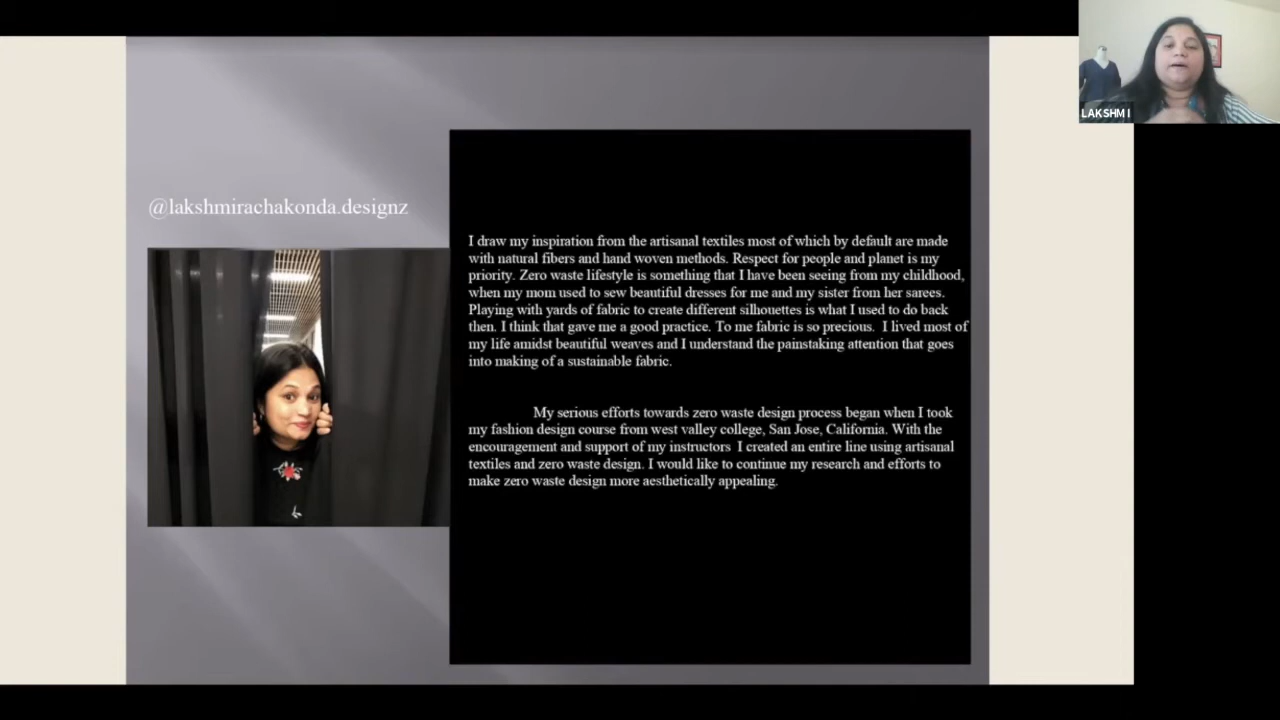 LAKSHMI
@lakshmirachakonda.designz
I draw my inspiration from the artisanal textiles most of which by default are made
with natural fibers and hand woven methods. Respect for people and planet is my
priority. Zero waste lifestyle is something that I have been seeing from my childhood,
when my mom used to sew beautiful dresses for me and my sister from her sarees.
Playing with yards of fabric to create different silhouettes is what I used to do back
then. I think that gave me a good practice. To me fabric is so precious. I lived most of
my life amidst beautiful weaves and I understand the painstaking attention that goes
into making of a sustainable fabric.
My serious efforts towards zero waste design process began when I took
my fashion design course from west valley college, San Jose, California. With the
encouragement and support of my instructors I created an entire line using artisanal
textiles and zero waste design. I would like to continue my research and efforts to
make zero waste design more aesthetically appealing.